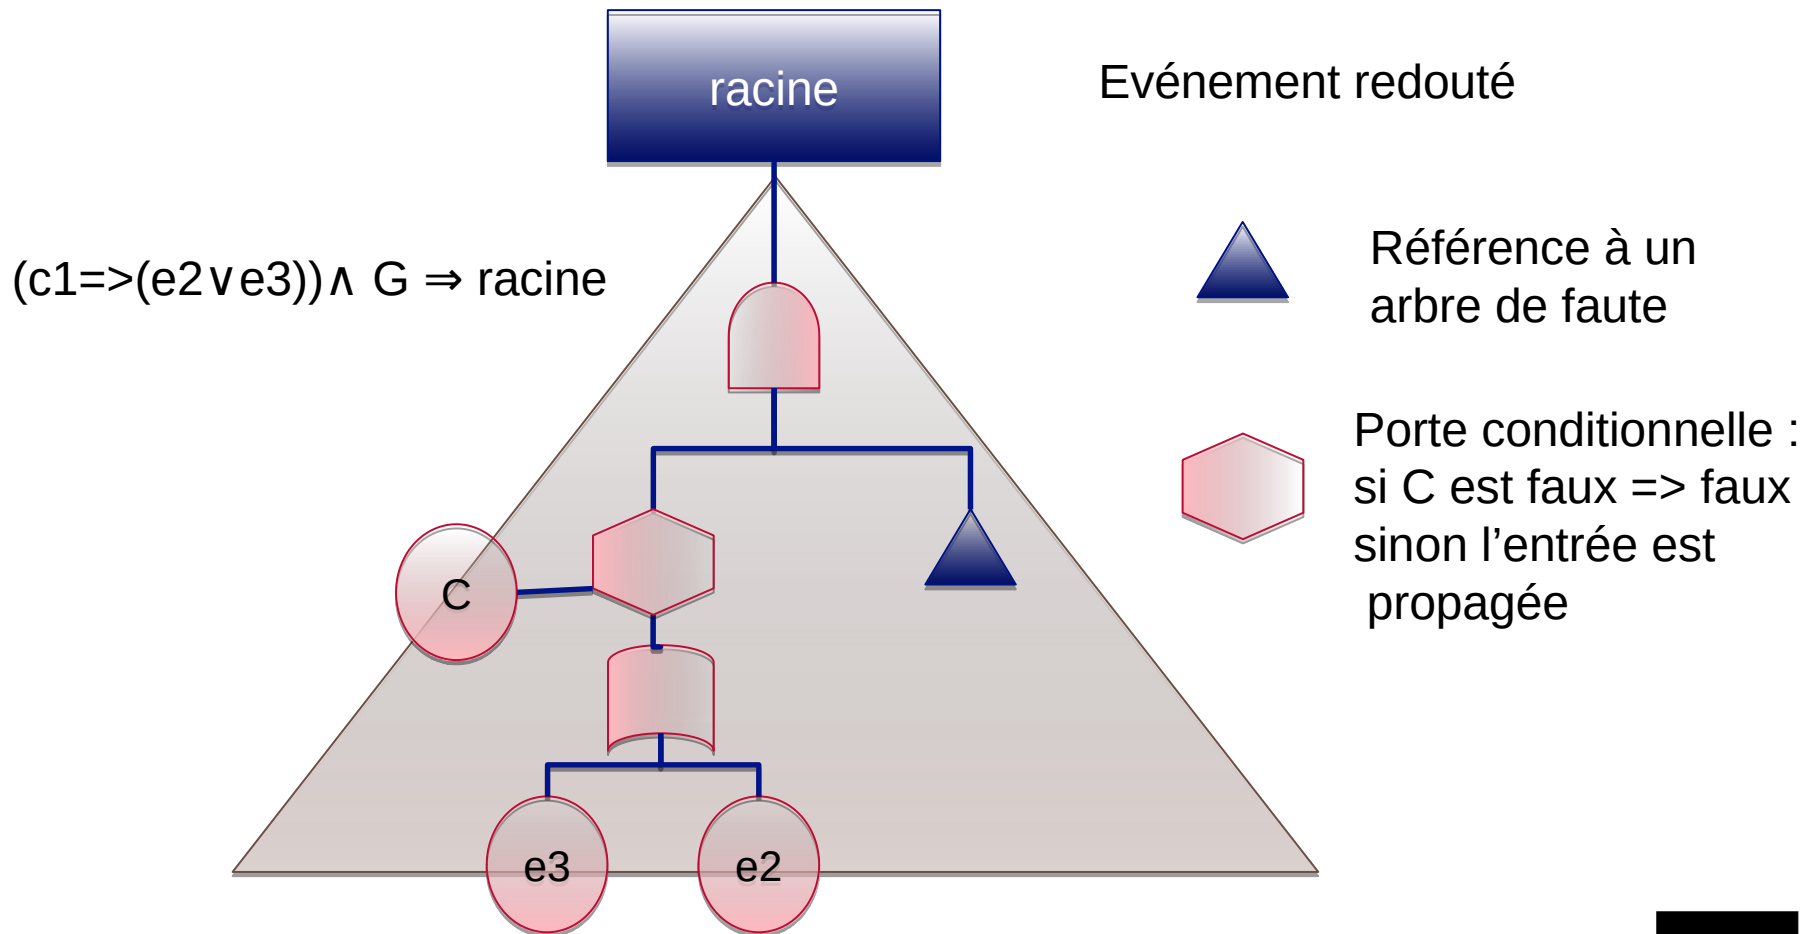 racine
Evénement redouté
(c1=>(e2∨e3))∧ G ⇒ racine
Référence à un
arbre de faute
Porte conditionnelle :
si C est faux => faux
sinon l’entrée est
propagée
C
e3
e2